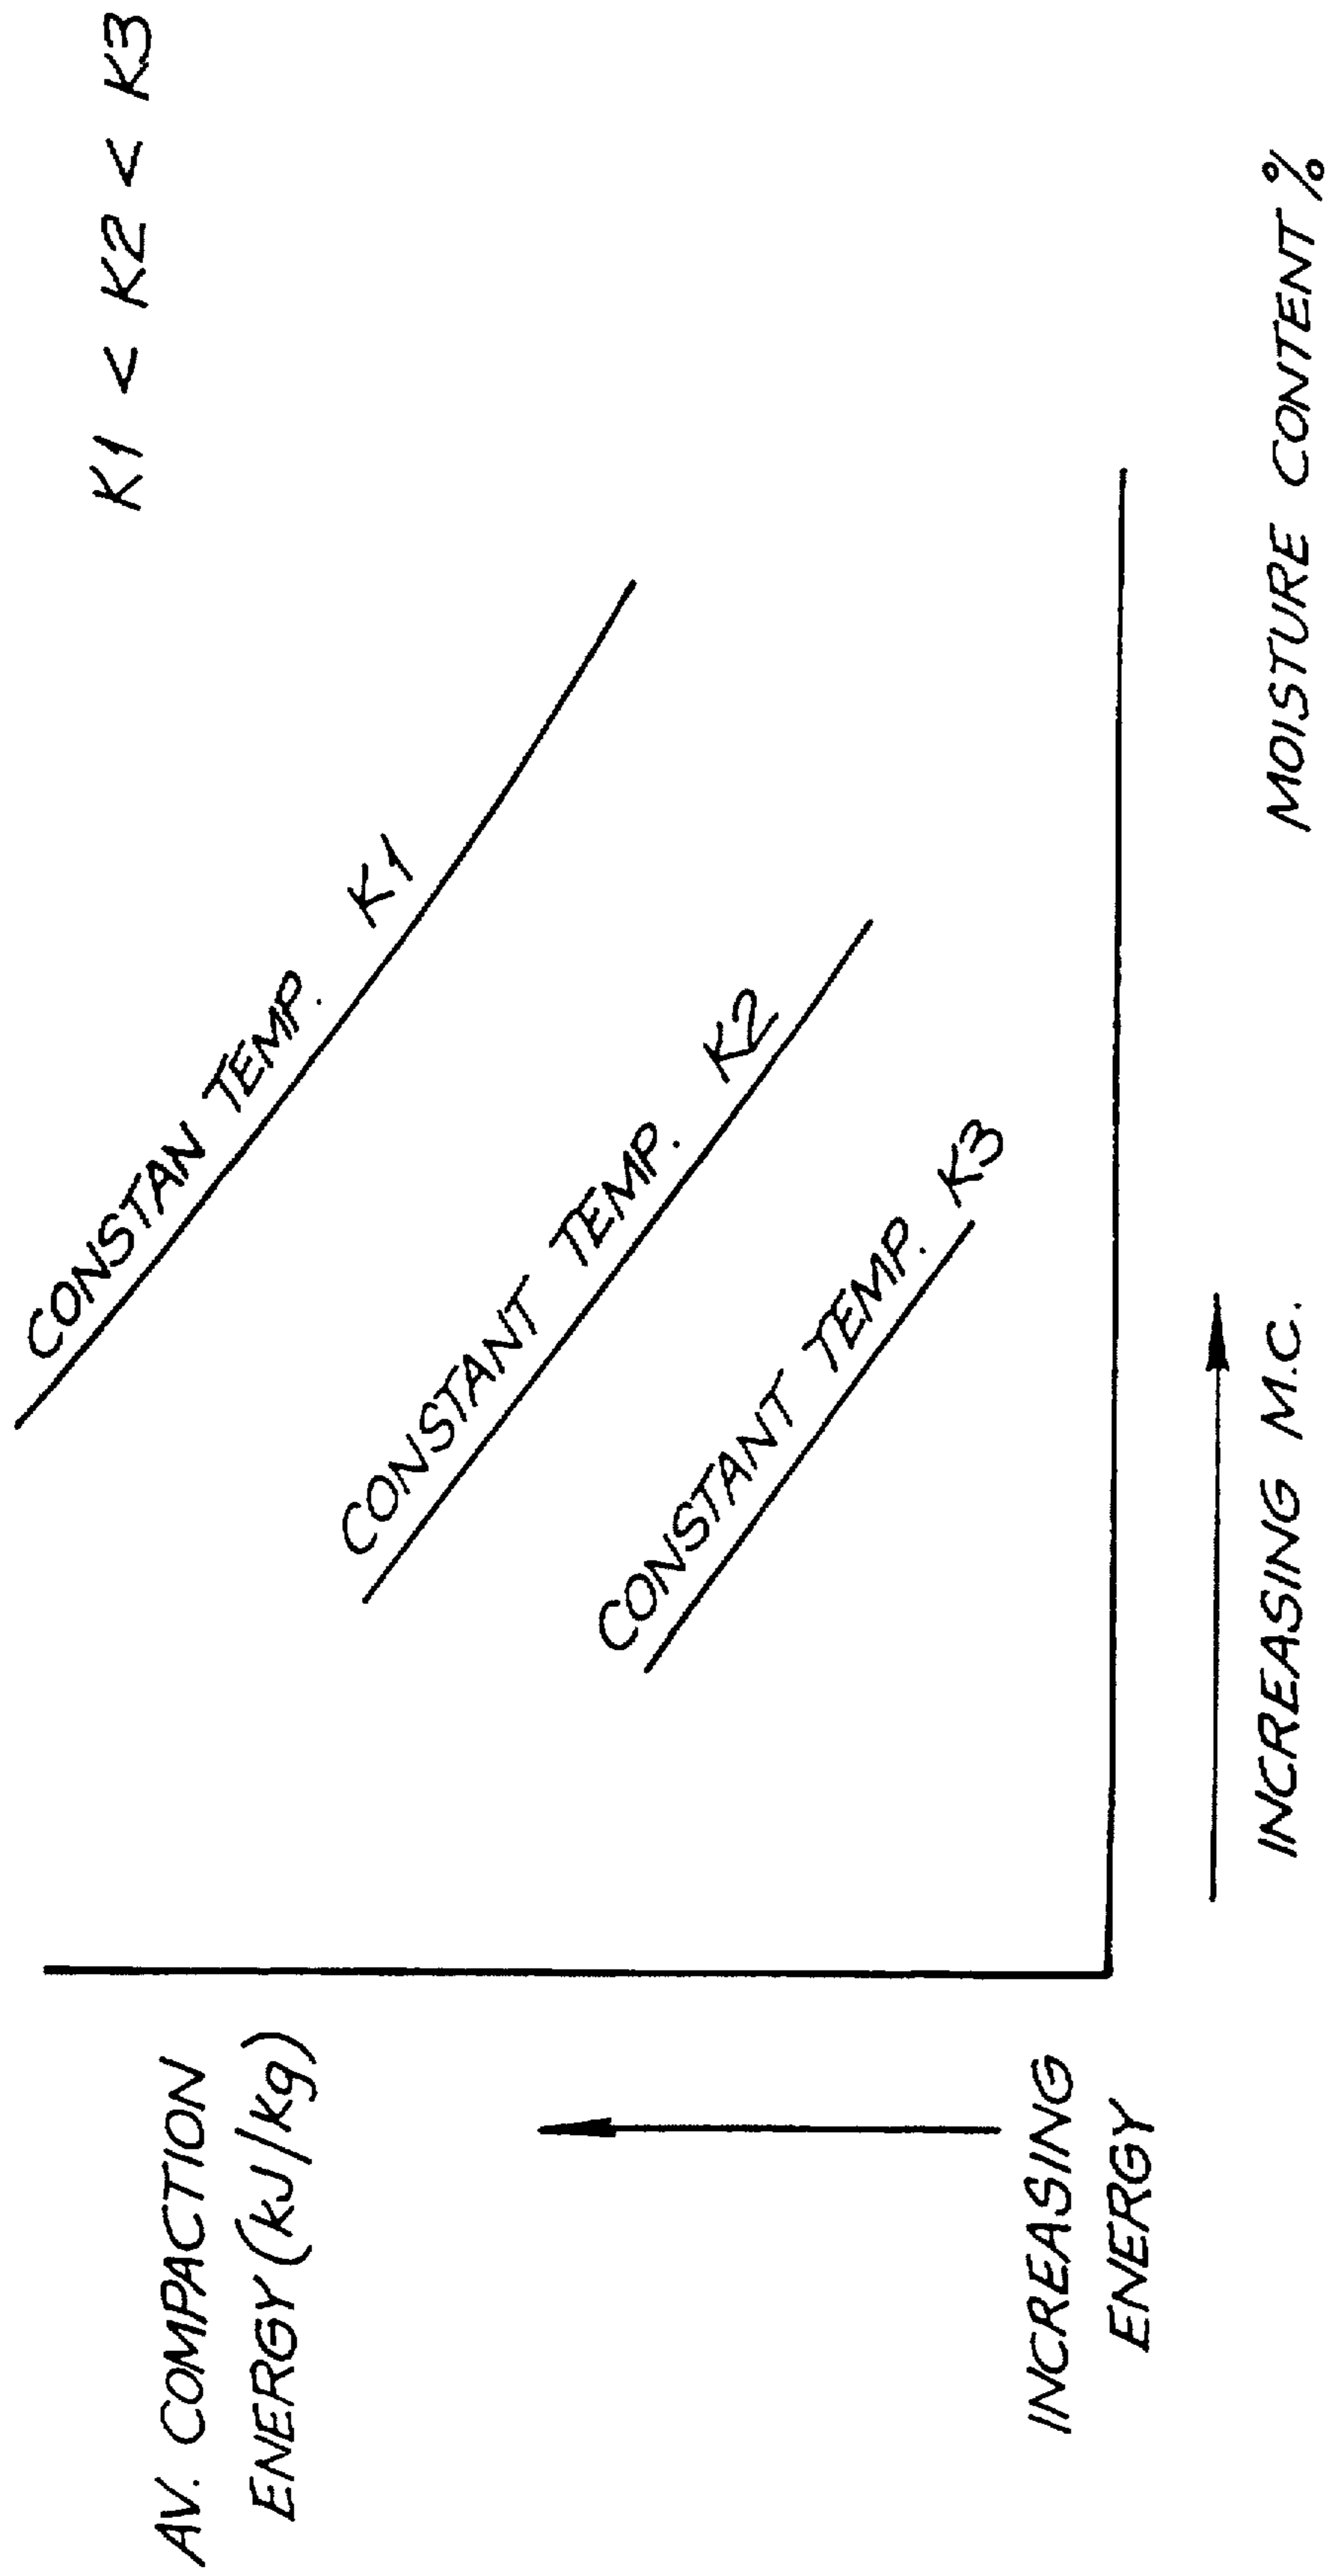 K1 < K2 < K3
AV. COMPACTION
ENERGY (kJ/kg)
CONSTAN TEMP. K1
CONSTANT TEMP. K2
CONSTANT TEMP. K3
INCREASING
ENERGY
INCREASING M.C.
MOISTURE CONTENT %